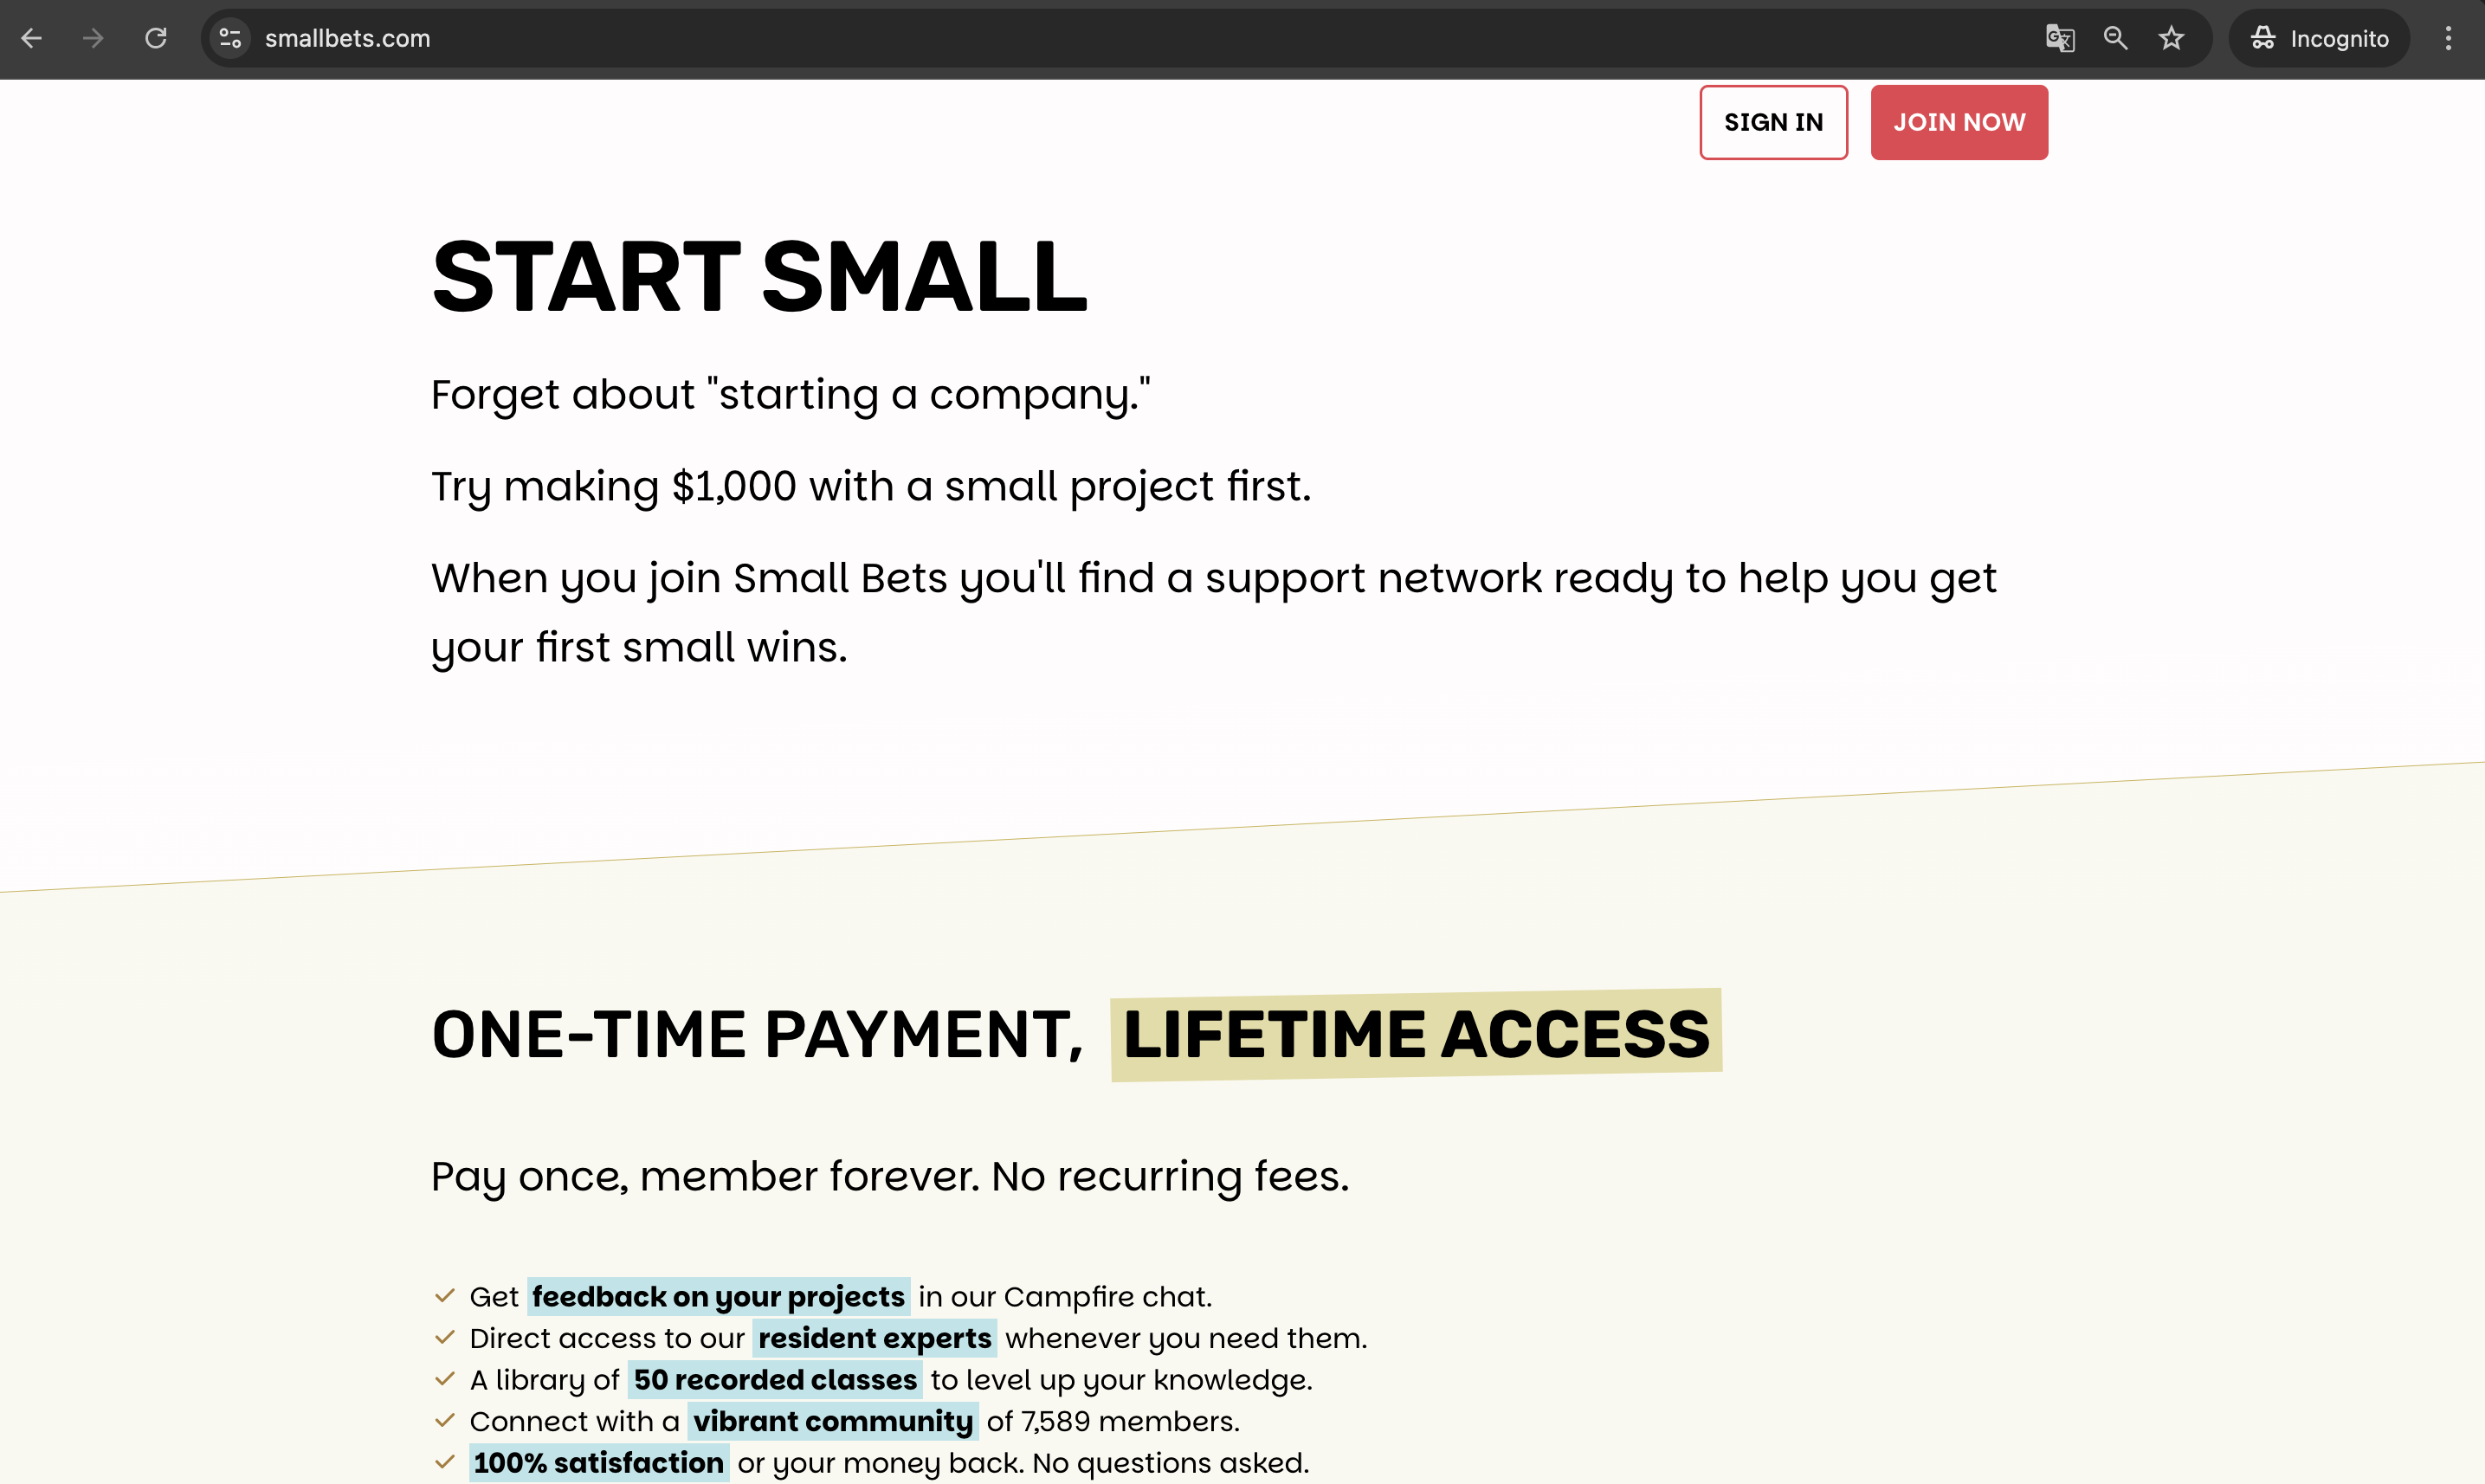 smallbets.com
Incognito
SIGN IN
JOIN NOW
START SMALL
Forget about "starting a company."
Try making $1,000 with a small project first.
When you join Small Bets you'll find a support network ready to help you get
your first small wins.
ONE-TIME PAYMENT, LIFETIME ACCESS
Pay once, member forever. No recurring fees.
Get feedback on your projects in our Campfire chat.
Direct access to our resident experts whenever you need them.
A library of 50 recorded classes to level up your knowledge.
Connect with a vibrant community of 7,589 members.
100% satisfaction or your money back. No questions asked.